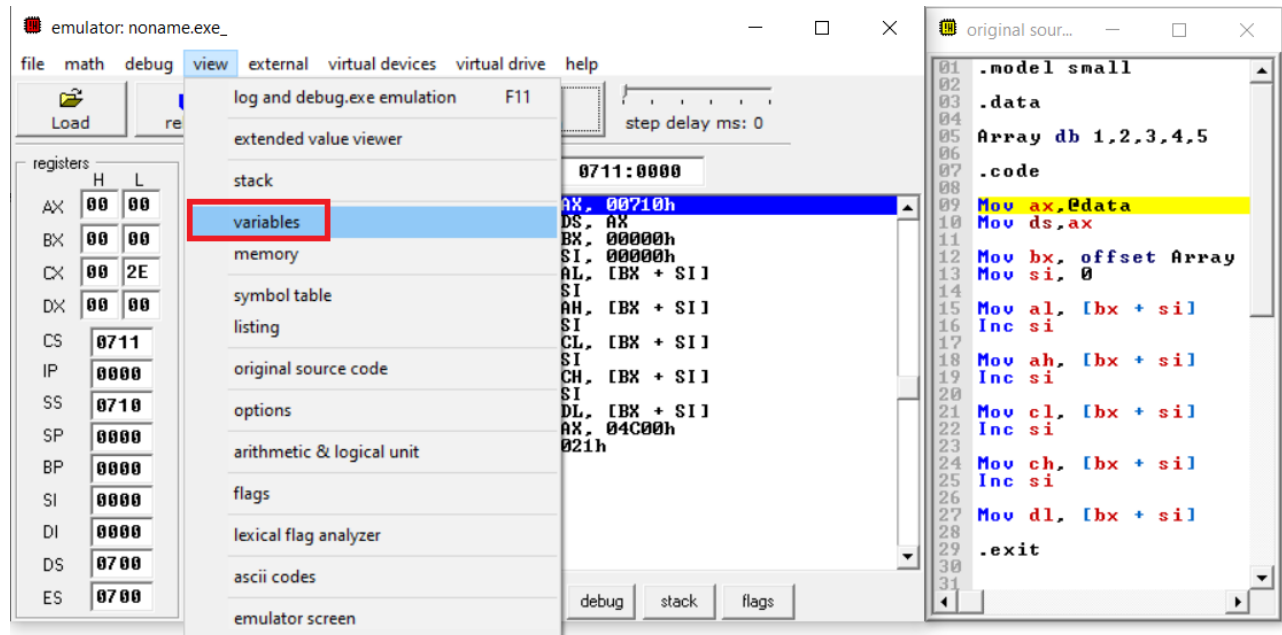 emulator: noname.exe_
file math debug view external virtual devices virtual drive help
Load
re
step delay ms: 0
log and debug.exe emulation F11
extended value viewer
stack
variables
memory
symbol table
listing
original source code
options
arithmetic & logical unit
flags
lexical flag analyzer
ascii codes
emulator screen
registers
H L
AX 00 00
BX 00 00
CX 00 2E
DX 00 00
CS 0711
IP 0000
SS 0710
SP 0000
BP 0000
SI 0000
DI 0000
DS 0700
ES 0700
0711:0000
AX, 00710h
DS, AX
BX, 00000h
SI, 00000h
AL, [BX + SI]
SI
AH, [BX + SI]
SI
CL, [BX + SI]
SI
CH, [BX + SI]
SI
DL, [BX + SI]
AX, 04C00h
021h
debug stack flags
original sour...
01 .model small
02
03 .data
04
05 Array db 1,2,3,4,5
06
07 .code
08
09 Mov ax,@data
10 Mov ds,ax
11
12 Mov bx, offset Array
13 Mov si, 0
14
15 Mov al, [bx + si]
16 Inc si
17
18 Mov ah, [bx + si]
19 Inc si
20
21 Mov cl, [bx + si]
22 Inc si
23
24 Mov ch, [bx + si]
25 Inc si
26
27 Mov dl, [bx + si]
28
29 .exit
30
31